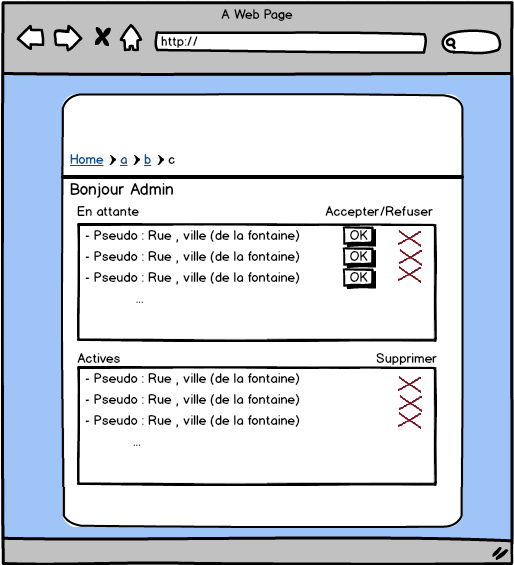 A Web Page
http://
Home a b c
Bonjour Admin
En attante Accepter/Refuser
- Pseudo : Rue , ville (de la fontaine) OK
- Pseudo : Rue , ville (de la fontaine) OK
- Pseudo : Rue , ville (de la fontaine) OK
...
Actives Supprimer
- Pseudo : Rue , ville (de la fontaine)
- Pseudo : Rue , ville (de la fontaine)
- Pseudo : Rue , ville (de la fontaine)
...